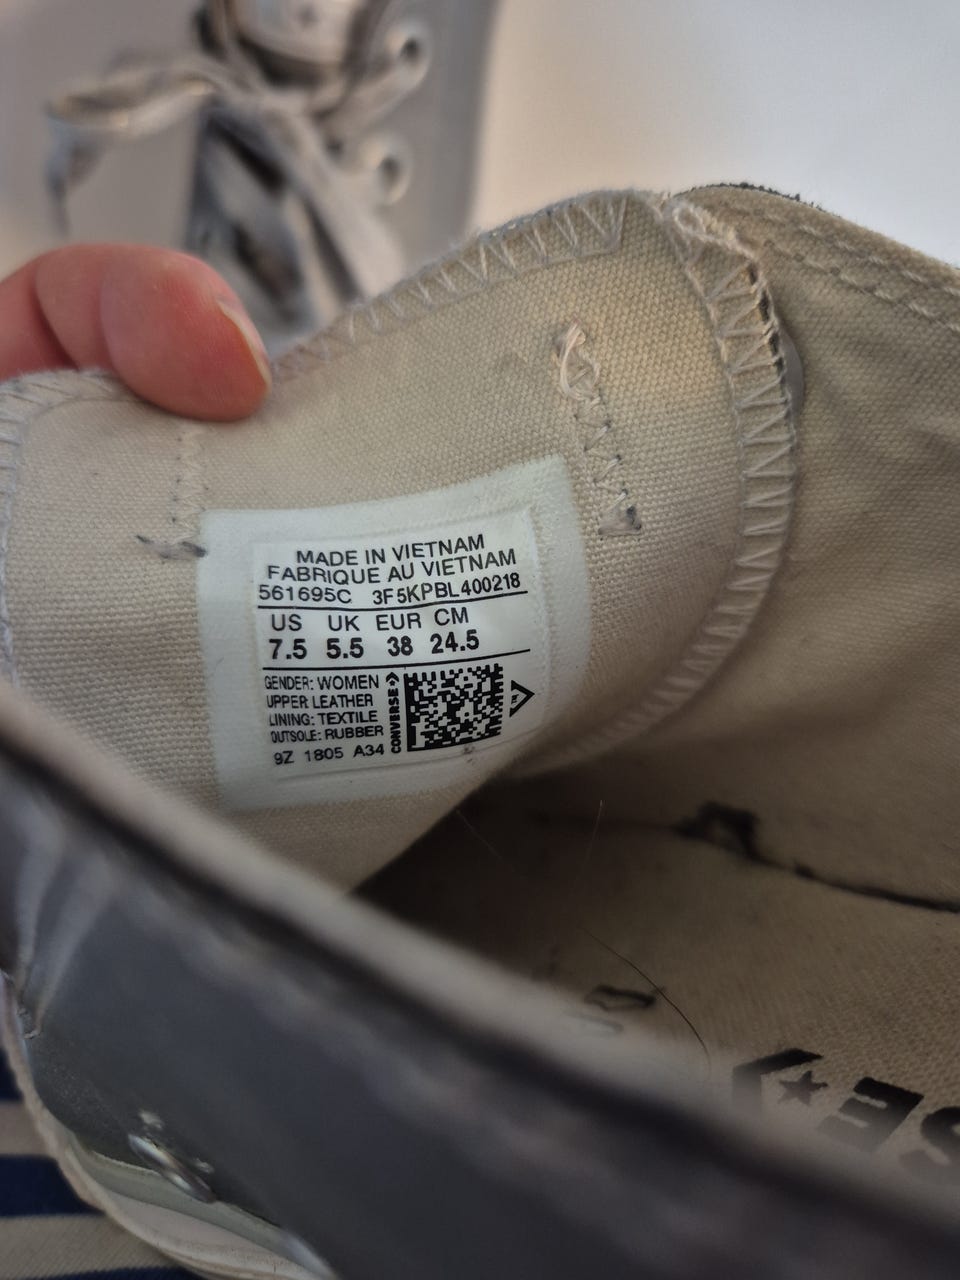 MADE IN VIETNAM
FABRIQUE AU VIETNAM
561695C 3F5KPBL400218
US UK EUR CM
7.5 5.5 38 24.5
GENDER: WOMEN
UPPER: LEATHER
LINING: TEXTILE
OUTSOLE: RUBBER
9Z 1805 A34
CONVERSE
SE